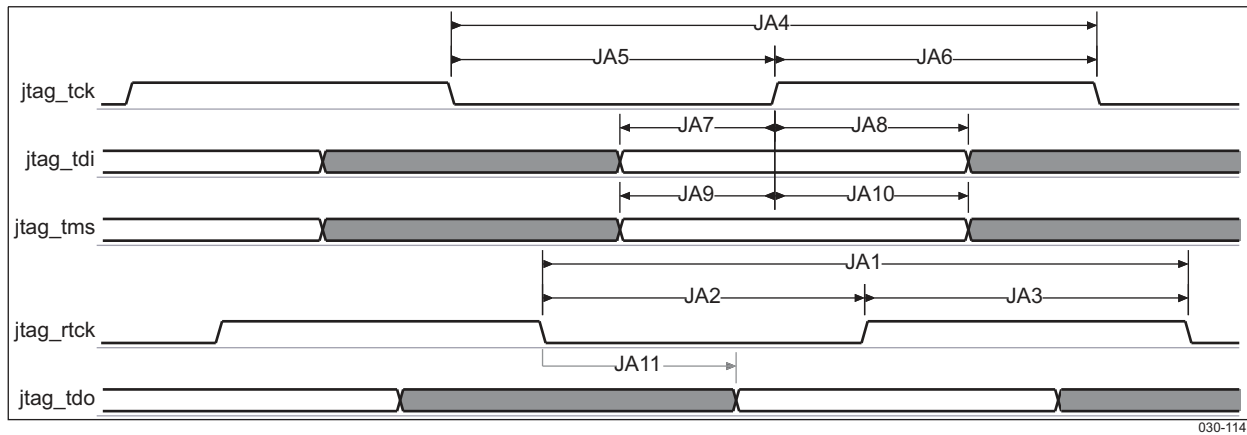 JA4
JA5 JA6
jtag_tck
JA7 JA8
jtag_tdi
JA9 JA10
jtag_tms
JA1
JA2 JA3
jtag_rtck
JA11
jtag_tdo
030-114